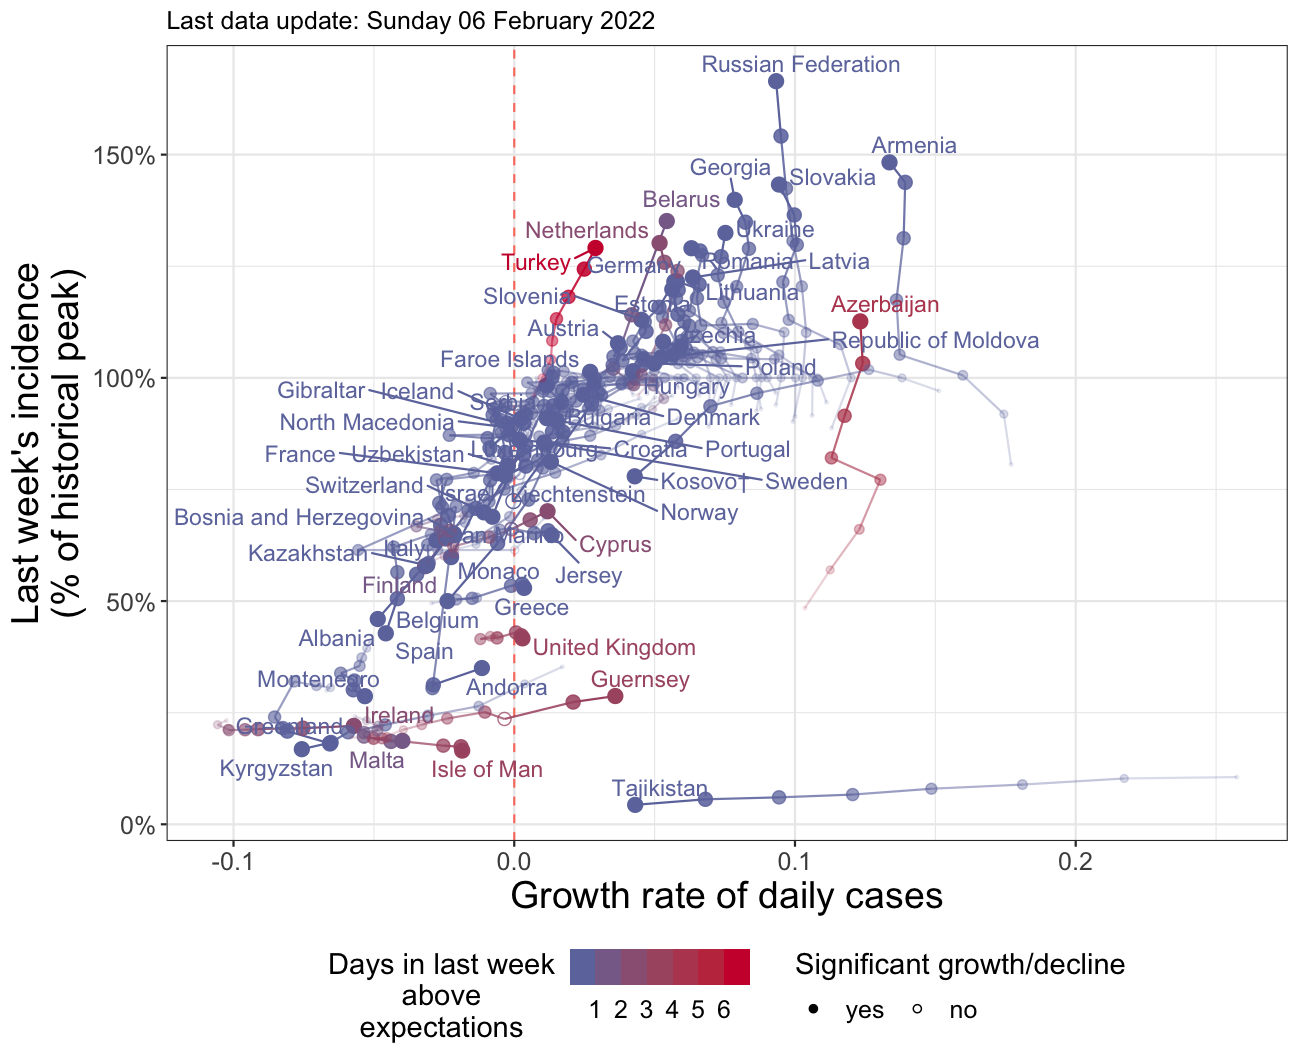 Last data update: Sunday 06 February 2022
Last week's incidence
(% of historical peak)
150%
100%
50%
0%
Russian Federation
Armenia
Georgia
Slovakia
Belarus
Netherlands
Ukraine
Turkey
Germany
Romania
Latvia
Slovenia
Estonia
Lithuania
Azerbaijan
Austria
Czechia
Republic of Moldova
Faroe Islands
Poland
Gibraltar
Iceland
Hungary
Serbia
North Macedonia
Bulgaria
Denmark
France
Uzbekistan
Luxembourg
Croatia
Portugal
Switzerland
Israel
Liechtenstein
Kosovo†
Sweden
Bosnia and Herzegovina
Norway
San Marino
Kazakhstan
Italy
Cyprus
Finland
Monaco
Jersey
Greece
Belgium
Albania
Spain
United Kingdom
Montenegro
Andorra
Guernsey
Ireland
Greenland
Malta
Kyrgyzstan
Isle of Man
Tajikistan
-0.1
0.0
0.1
0.2
Growth rate of daily cases
Days in last week
above
expectations
1 2 3 4 5 6
Significant growth/decline
yes
no